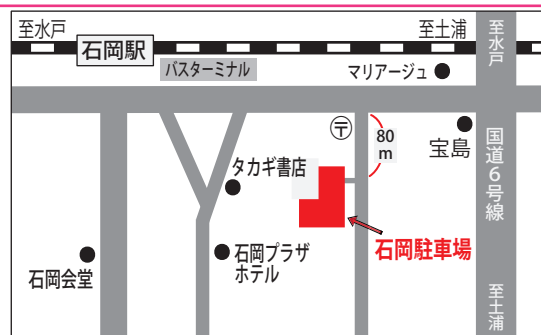 至水戸
至土浦
至水戸
石岡駅
バスターミナル
マリアージュ
〒
80
m
宝島
国道6号線
タカギ書店
石岡駐車場
石岡プラザ
ホテル
石岡会堂
至土浦